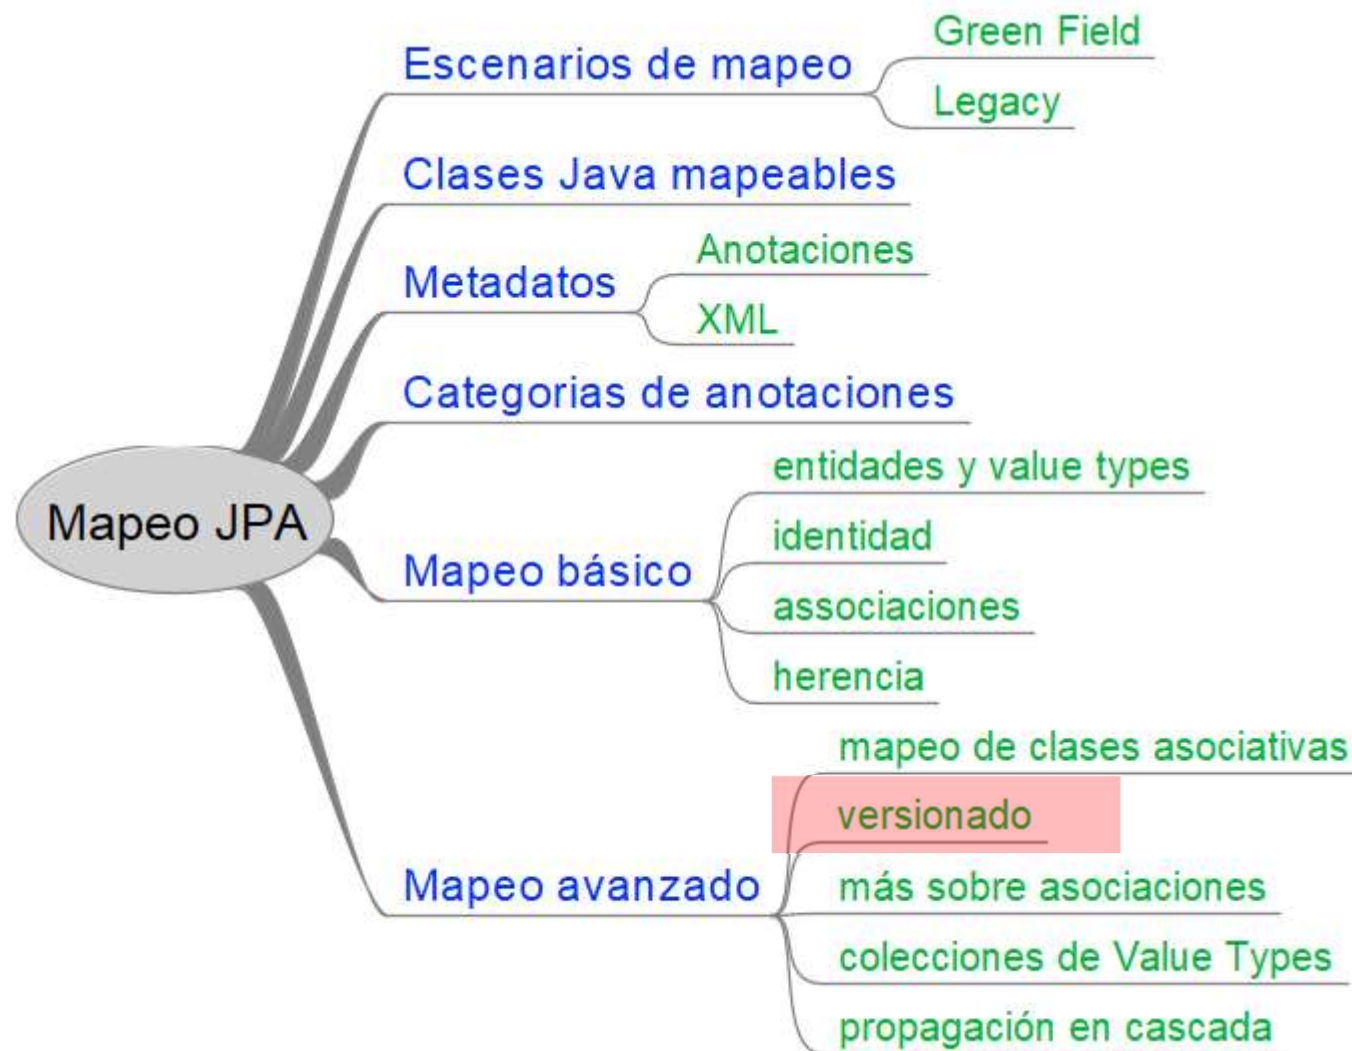 Mapeo JPA
Escenarios de mapeo
Green Field
Legacy
Clases Java mapeables
Metadatos
Anotaciones
XML
Categorias de anotaciones
Mapeo básico
entidades y value types
identidad
associaciones
herencia
Mapeo avanzado
mapeo de clases asociativas
versionado
más sobre asociaciones
colecciones de Value Types
propagación en cascada